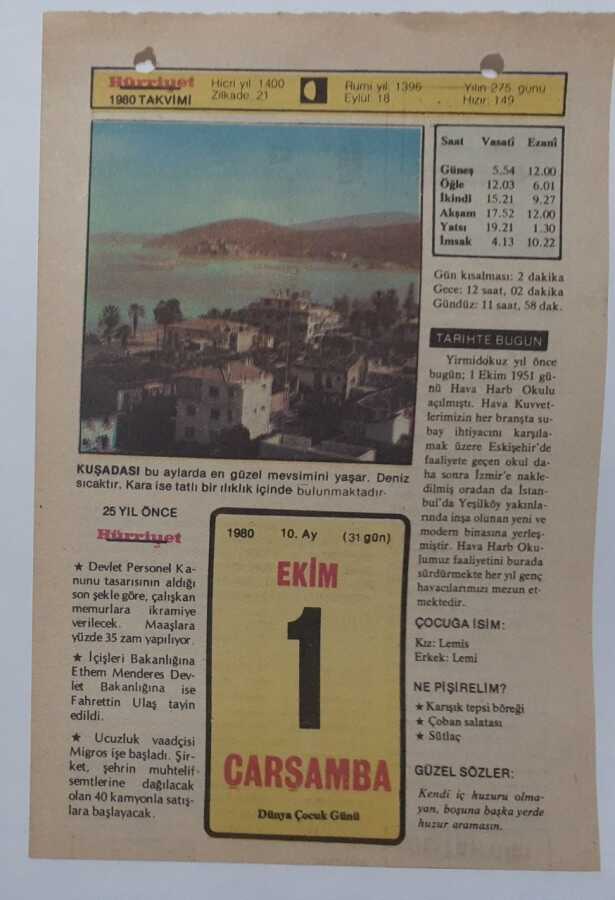 Hürriyet
1980 TAKVİMİ
Hicri yıl 1400
Zilkade 21
Rumi yıl 1396
Eylül 18
Yılın 275. günü
Hızır: 149
Saat Vasatî Ezanî
Güneş 5.54 12.00
Öğle 12.03 6.01
İkindi 15.21 9.27
Akşam 17.52 12.00
Yatsı 19.21 1.30
İmsak 4.13 10.22
Gün kısalması: 2 dakika
Gece: 12 saat, 02 dakika
Gündüz: 11 saat, 58 dak.
KUŞADASI bu aylarda en güzel mevsimini yaşar. Deniz
sıcaktır. Kara ise tatlı bir ılıklık içinde bulunmaktadır.
TARİHTE BUGÜN
Yirmidokuz yıl önce
bugün; 1 Ekim 1951 gü-
nü Hava Harb Okulu
açılmıştı. Hava Kuvvet-
lerimizin her branşta su-
bay ihtiyacını karşıla-
mak üzere Eskişehir'de
faaliyete geçen okul da-
ha sonra İzmir'e nakle-
dilmiş oradan da İstan-
bul'da Yeşilköy yakınla-
rında inşa olunan yeni ve
modern binasına yerleş-
miştir. Hava Harb Oku-
lumuz faaliyetini burada
sürdürmekte her yıl genç
havacılarımızı mezun et-
mektedir.
25 YIL ÖNCE
Hürriyet
★ Devlet Personel Ka-
nunu tasarısının aldığı
son şekle göre, çalışkan
memurlara ikramiye
verilecek. Maaşlara
yüzde 35 zam yapılıyor.
★ İçişleri Bakanlığına
Ethem Menderes Dev-
let Bakanlığına ise
Fahrettin Ulaş tayin
edildi.
★ Ucuzluk vaadçisi
Migros işe başladı. Şir-
ket, şehrin muhtelif
semtlerine dağılacak
olan 40 kamyonla satış-
lara başlayacak.
1980 10. Ay (31 gün)
EKİM
1
ÇARŞAMBA
Dünya Çocuk Günü
ÇOCUĞA İSİM:
Kız: Lemis
Erkek: Lemi
NE PİŞİRELİM?
★ Karışık tepsi böreği
★ Çoban salatası
★ Sütlaç
GÜZEL SÖZLER:
Kendi iç huzuru olma-
yan, boşuna başka yerde
huzur aramasın.